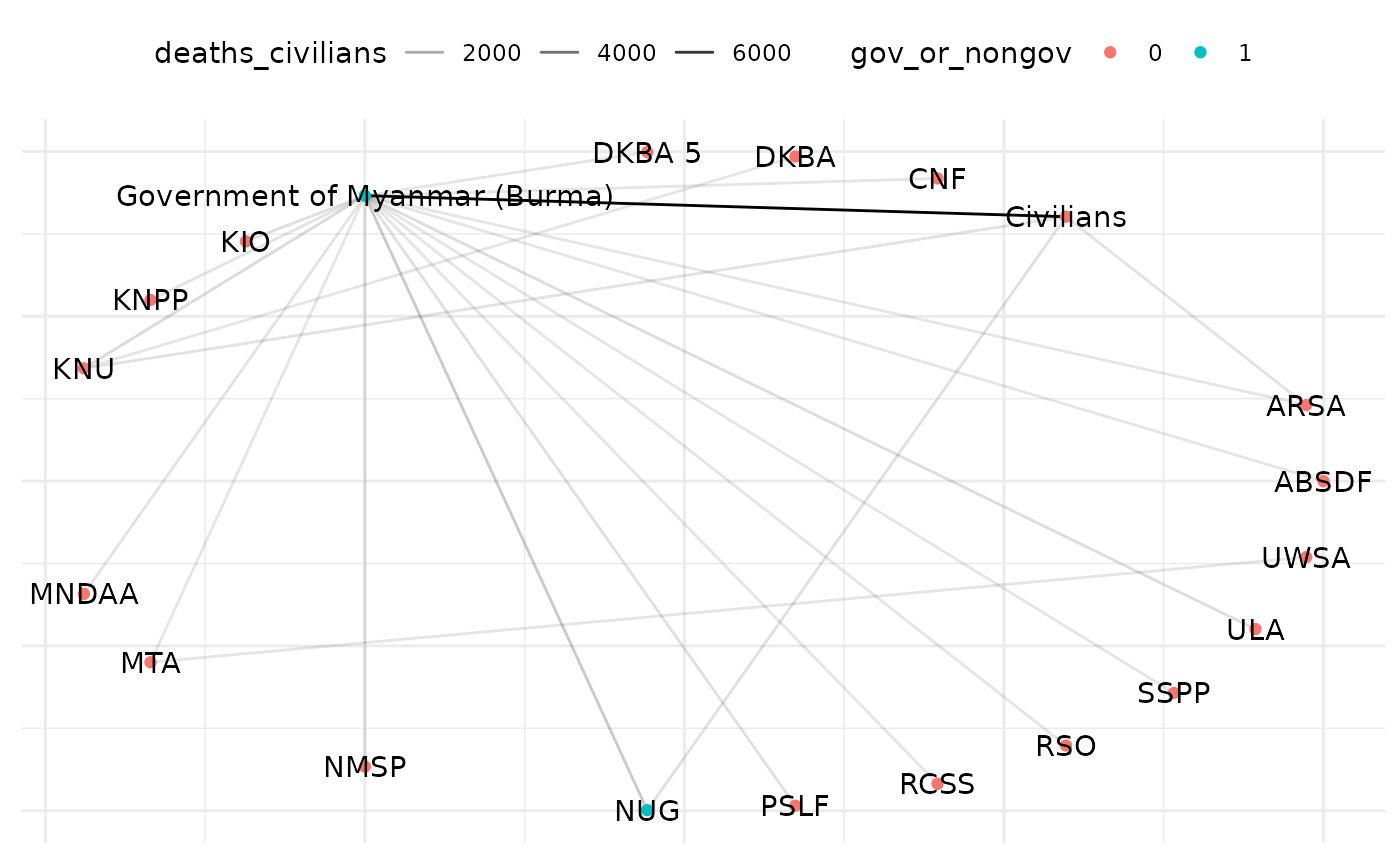 deaths_civilians 2000 4000 6000 gov_or_nongov 0 1
DKBA 5
DKBA
CNF
Government of Myanmar (Burma)
Civilians
KIO
KNPP
KNU
ARSA
ABSDF
UWSA
MNDAA
ULA
MTA
SSPP
RSO
NMSP
RCSS
NUG
PSLF